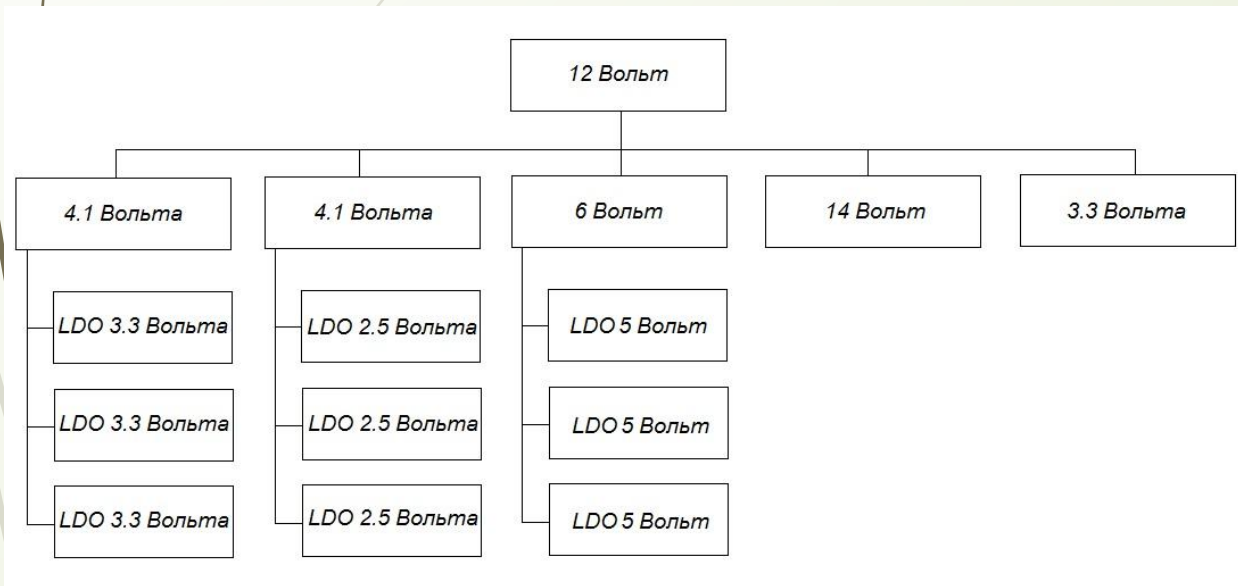 12 Вольт
4.1 Вольта
4.1 Вольта
6 Вольт
14 Вольт
3.3 Вольта
LDO 3.3 Вольта
LDO 2.5 Вольта
LDO 5 Вольт
LDO 3.3 Вольта
LDO 2.5 Вольта
LDO 5 Вольт
LDO 3.3 Вольта
LDO 2.5 Вольта
LDO 5 Вольт